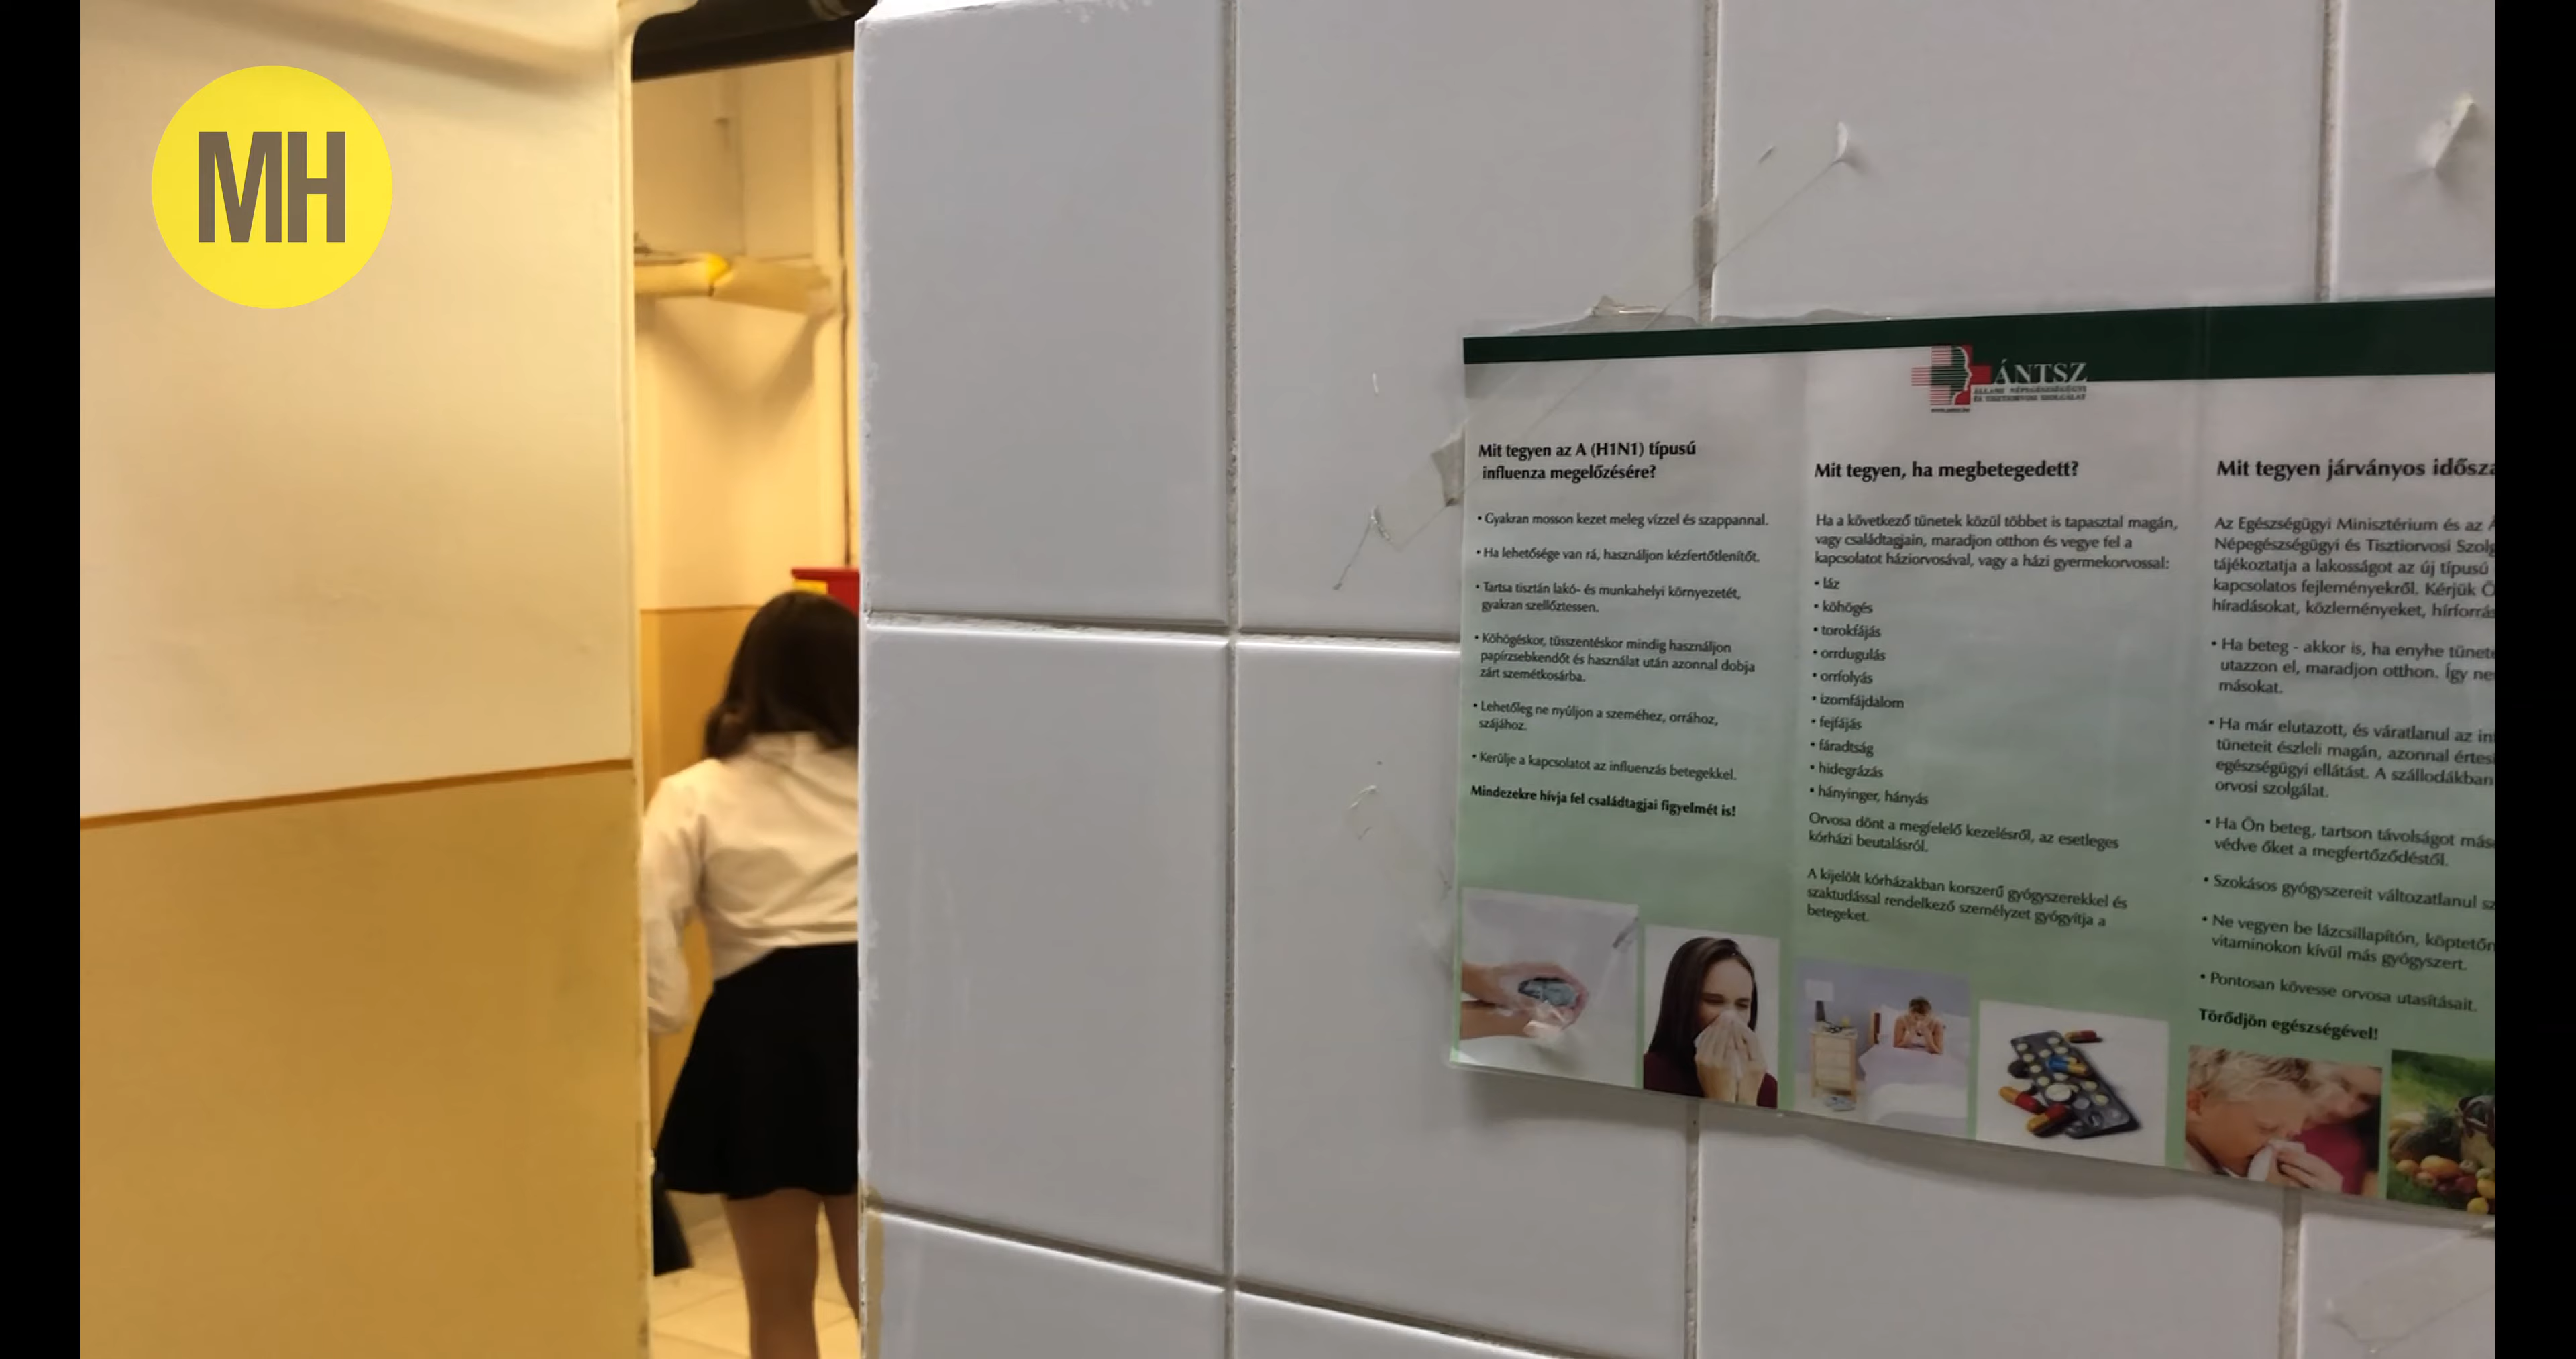 MH
ÁNTSZ
ÁLLAMI NÉPEGÉSZSÉGÜGYI
ÉS TISZTIORVOSI SZOLGÁLAT
Mit tegyen az A (H1N1) típusú
influenza megelőzésére?
• Gyakran mosson kezet meleg vízzel és szappannal.
• Ha lehetősége van rá, használjon kézfertőtlenítőt.
• Tartsa tisztán lakó- és munkahelyi környezetét,
gyakran szellőztessen.
• Köhögéskor, tüsszentéskor mindig használjon
papírzsebkendőt és használat után azonnal dobja
zárt szemétkosárba.
• Lehetőleg ne nyúljon a szeméhez, orrához,
szájához.
• Kerülje a kapcsolatot az influenzás betegekkel.
Mindezekre hívja fel családtagjai figyelmét is!
Mit tegyen, ha megbetegedett?
Ha a következő tünetek közül többet is tapasztal magán,
vagy családtagjain, maradjon otthon és vegye fel a
kapcsolatot háziorvosával, vagy a házi gyermekorvossal:
• láz
• köhögés
• torokfájás
• orrdugulás
• orrfolyás
• izomfájdalom
• fejfájás
• fáradtság
• hidegrázás
• hányinger, hányás
Orvosa dönt a megfelelő kezelésről, az esetleges
kórházi beutalásról.
A kijelölt kórházakban korszerű gyógyszerekkel és
szaktudással rendelkező személyzet gyógyítja a
betegeket.
Mit tegyen járványos idősza
Az Egészségügyi Minisztérium és az Á
Népegészségügyi és Tisztiorvosi Szolg
tájékoztatja a lakosságot az új típusú
kapcsolatos fejleményekről. Kérjük Ö
híradásokat, közleményeket, hírforrás
• Ha beteg - akkor is, ha enyhe tünete
utazzon el, maradjon otthon. Így ne
másokat.
• Ha már elutazott, és váratlanul az in
tüneteit észleli magán, azonnal értesí
egészségügyi ellátást. A szállodákban
orvosi szolgálat.
• Ha Ön beteg, tartson távolságot más
védve őket a megfertőződéstől.
• Szokásos gyógyszereit változatlanul sz
• Ne vegyen be lázcsillapítón, köptetőn
vitaminokon kívül más gyógyszert.
• Pontosan kövesse orvosa utasításait.
Törődjön egészségével!